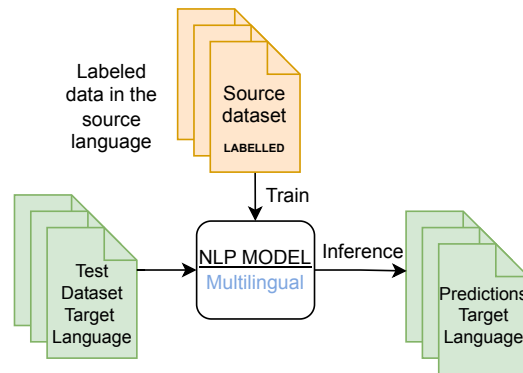 Labeled
data in the
source
language
Source
dataset
LABELLED
Train
NLP MODEL
Multilingual
Inference
Test
Dataset
Target
Language
Predictions
Target
Language